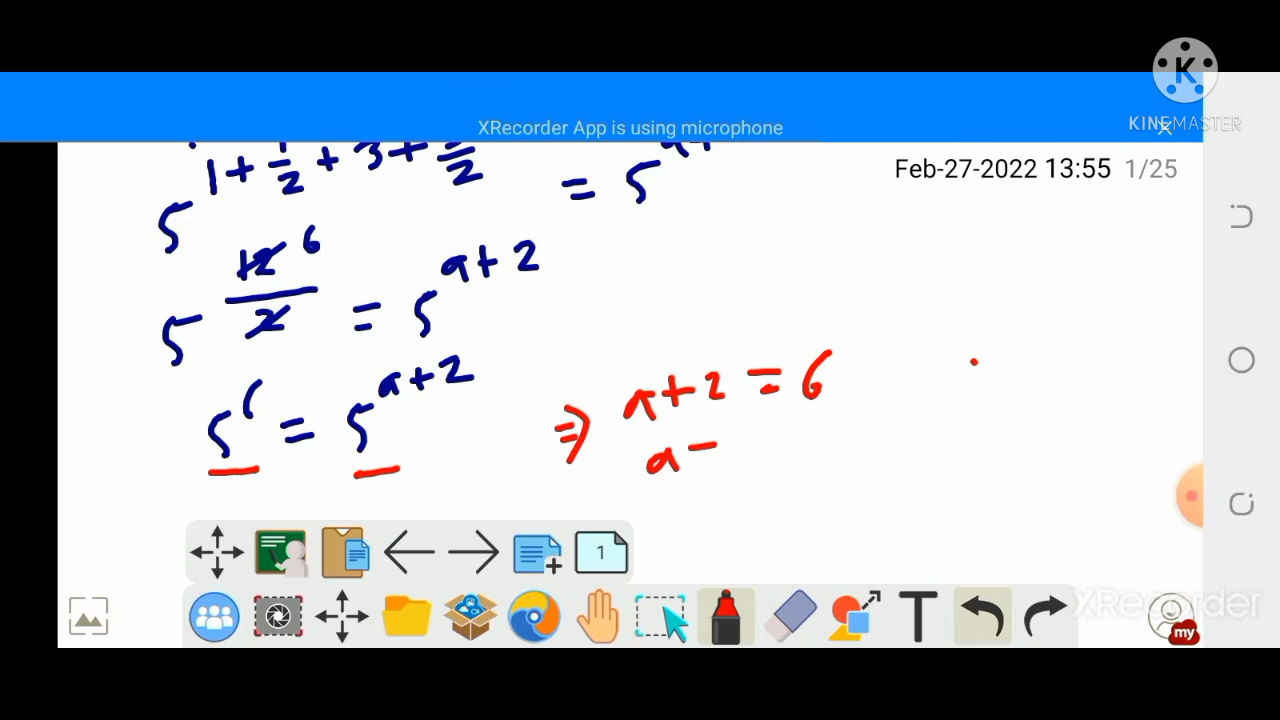 K
KINEMASTER
XRecorder App is using microphone
Feb-27-2022 13:55 1/25
5^{1+1/2+3+ /2} = 5
5^{12/2 6} = 5^{a+2}
5^6 = 5^{a+2} ⇒ a+2 = 6
a -
1
T
XRecorder
my